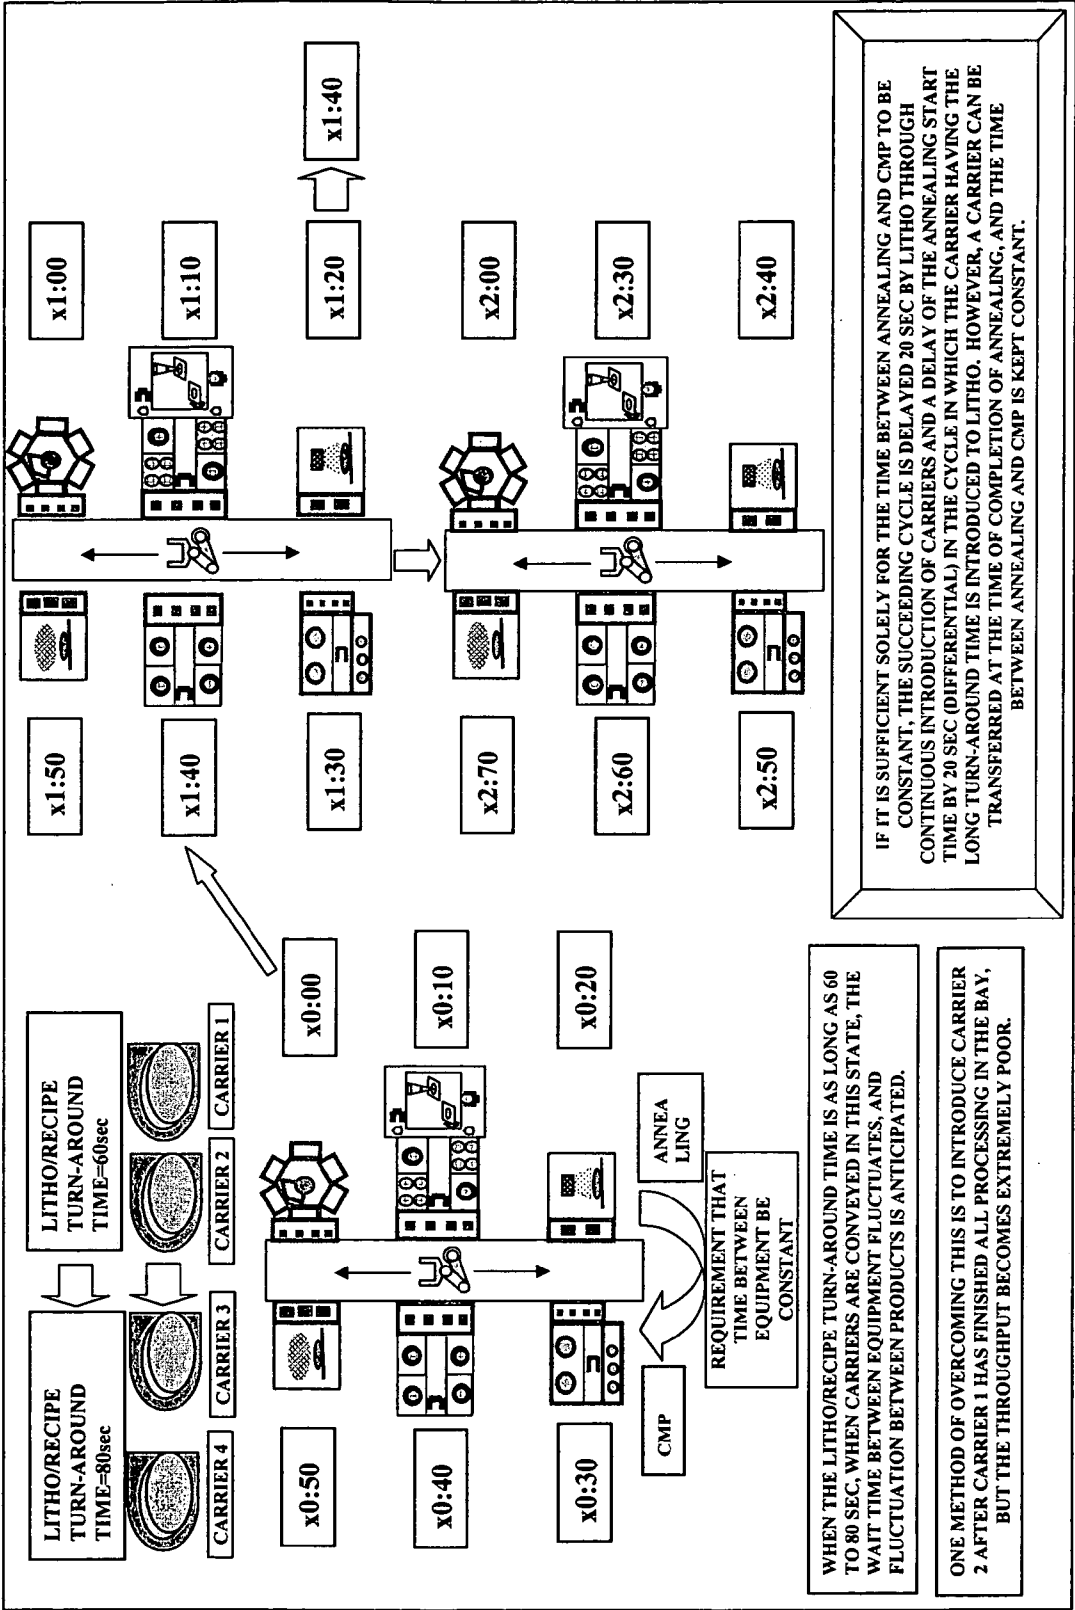 LITHO/RECIPE
TURN-AROUND
TIME=80sec
LITHO/RECIPE
TURN-AROUND
TIME=60sec
CARRIER 4
CARRIER 3
CARRIER 2
CARRIER 1
x0:50
x0:00
x0:40
x0:10
x0:30
x0:20
CMP
ANNEA
LING
REQUIREMENT THAT
TIME BETWEEN
EQUIPMENT BE
CONSTANT
WHEN THE LITHO/RECIPE TURN-AROUND TIME IS AS LONG AS 60
TO 80 SEC, WHEN CARRIERS ARE CONVEYED IN THIS STATE, THE
WAIT TIME BETWEEN EQUIPMENT FLUCTUATES, AND
FLUCTUATION BETWEEN PRODUCTS IS ANTICIPATED.
ONE METHOD OF OVERCOMING THIS IS TO INTRODUCE CARRIER
2 AFTER CARRIER 1 HAS FINISHED ALL PROCESSING IN THE BAY,
BUT THE THROUGHPUT BECOMES EXTREMELY POOR.
x1:50
x1:00
x1:40
x1:10
x1:30
x1:20
x1:40
x2:70
x2:00
x2:60
x2:30
x2:50
x2:40
IF IT IS SUFFICIENT SOLELY FOR THE TIME BETWEEN ANNEALING AND CMP TO BE
CONSTANT, THE SUCCEEDING CYCLE IS DELAYED 20 SEC BY LITHO THROUGH
CONTINUOUS INTRODUCTION OF CARRIERS AND A DELAY OF THE ANNEALING START
TIME BY 20 SEC (DIFFERENTIAL) IN THE CYCLE IN WHICH THE CARRIER HAVING THE
LONG TURN-AROUND TIME IS INTRODUCED TO LITHO. HOWEVER, A CARRIER CAN BE
TRANSFERRED AT THE TIME OF COMPLETION OF ANNEALING, AND THE TIME
BETWEEN ANNEALING AND CMP IS KEPT CONSTANT.